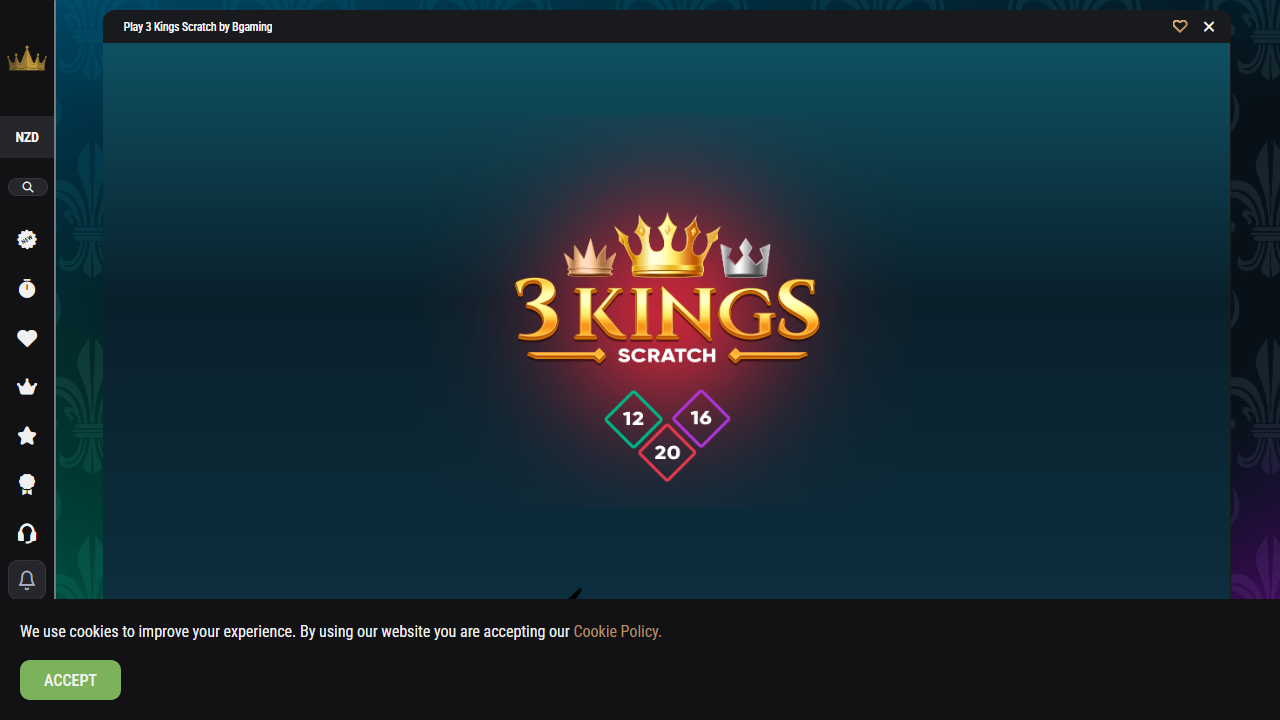 Play 3 Kings Scratch by Bgaming
NZD
NEW
3 KINGS
SCRATCH
12
16
20
We use cookies to improve your experience. By using our website you are accepting our Cookie Policy.
ACCEPT